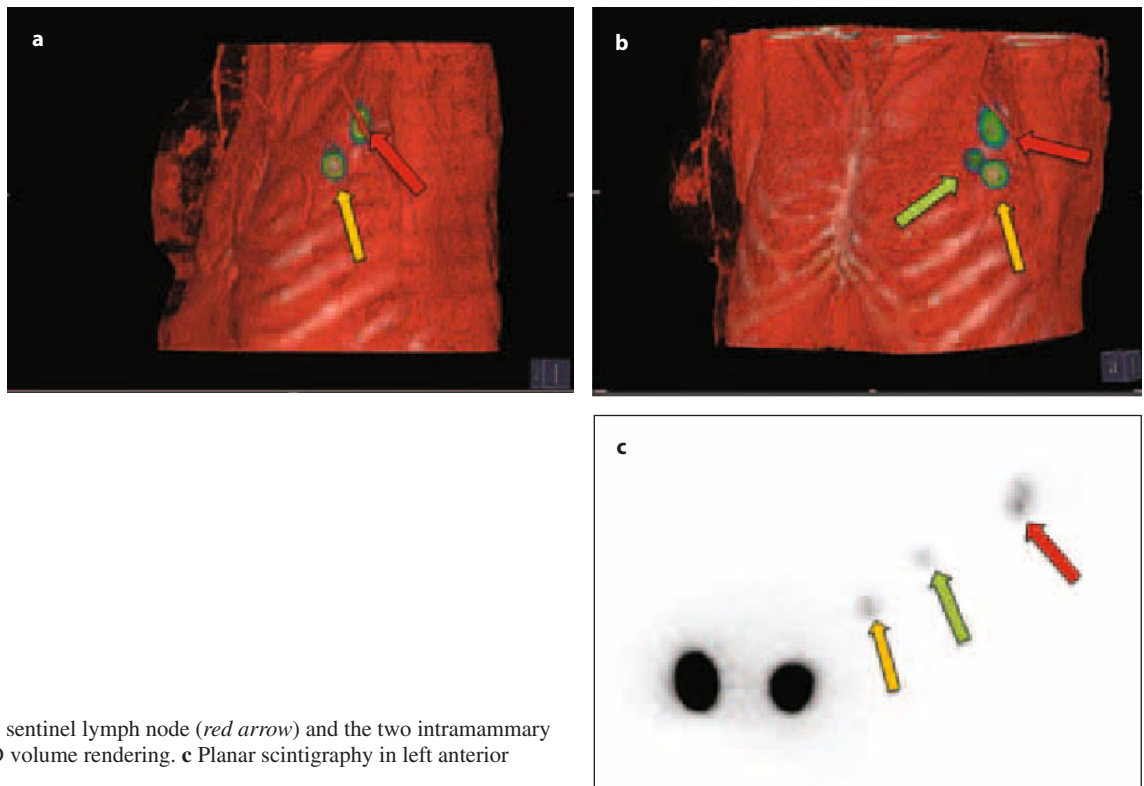 a
b
c
sentinel lymph node (red arrow) and the two intramammary
volume rendering. c Planar scintigraphy in left anterior